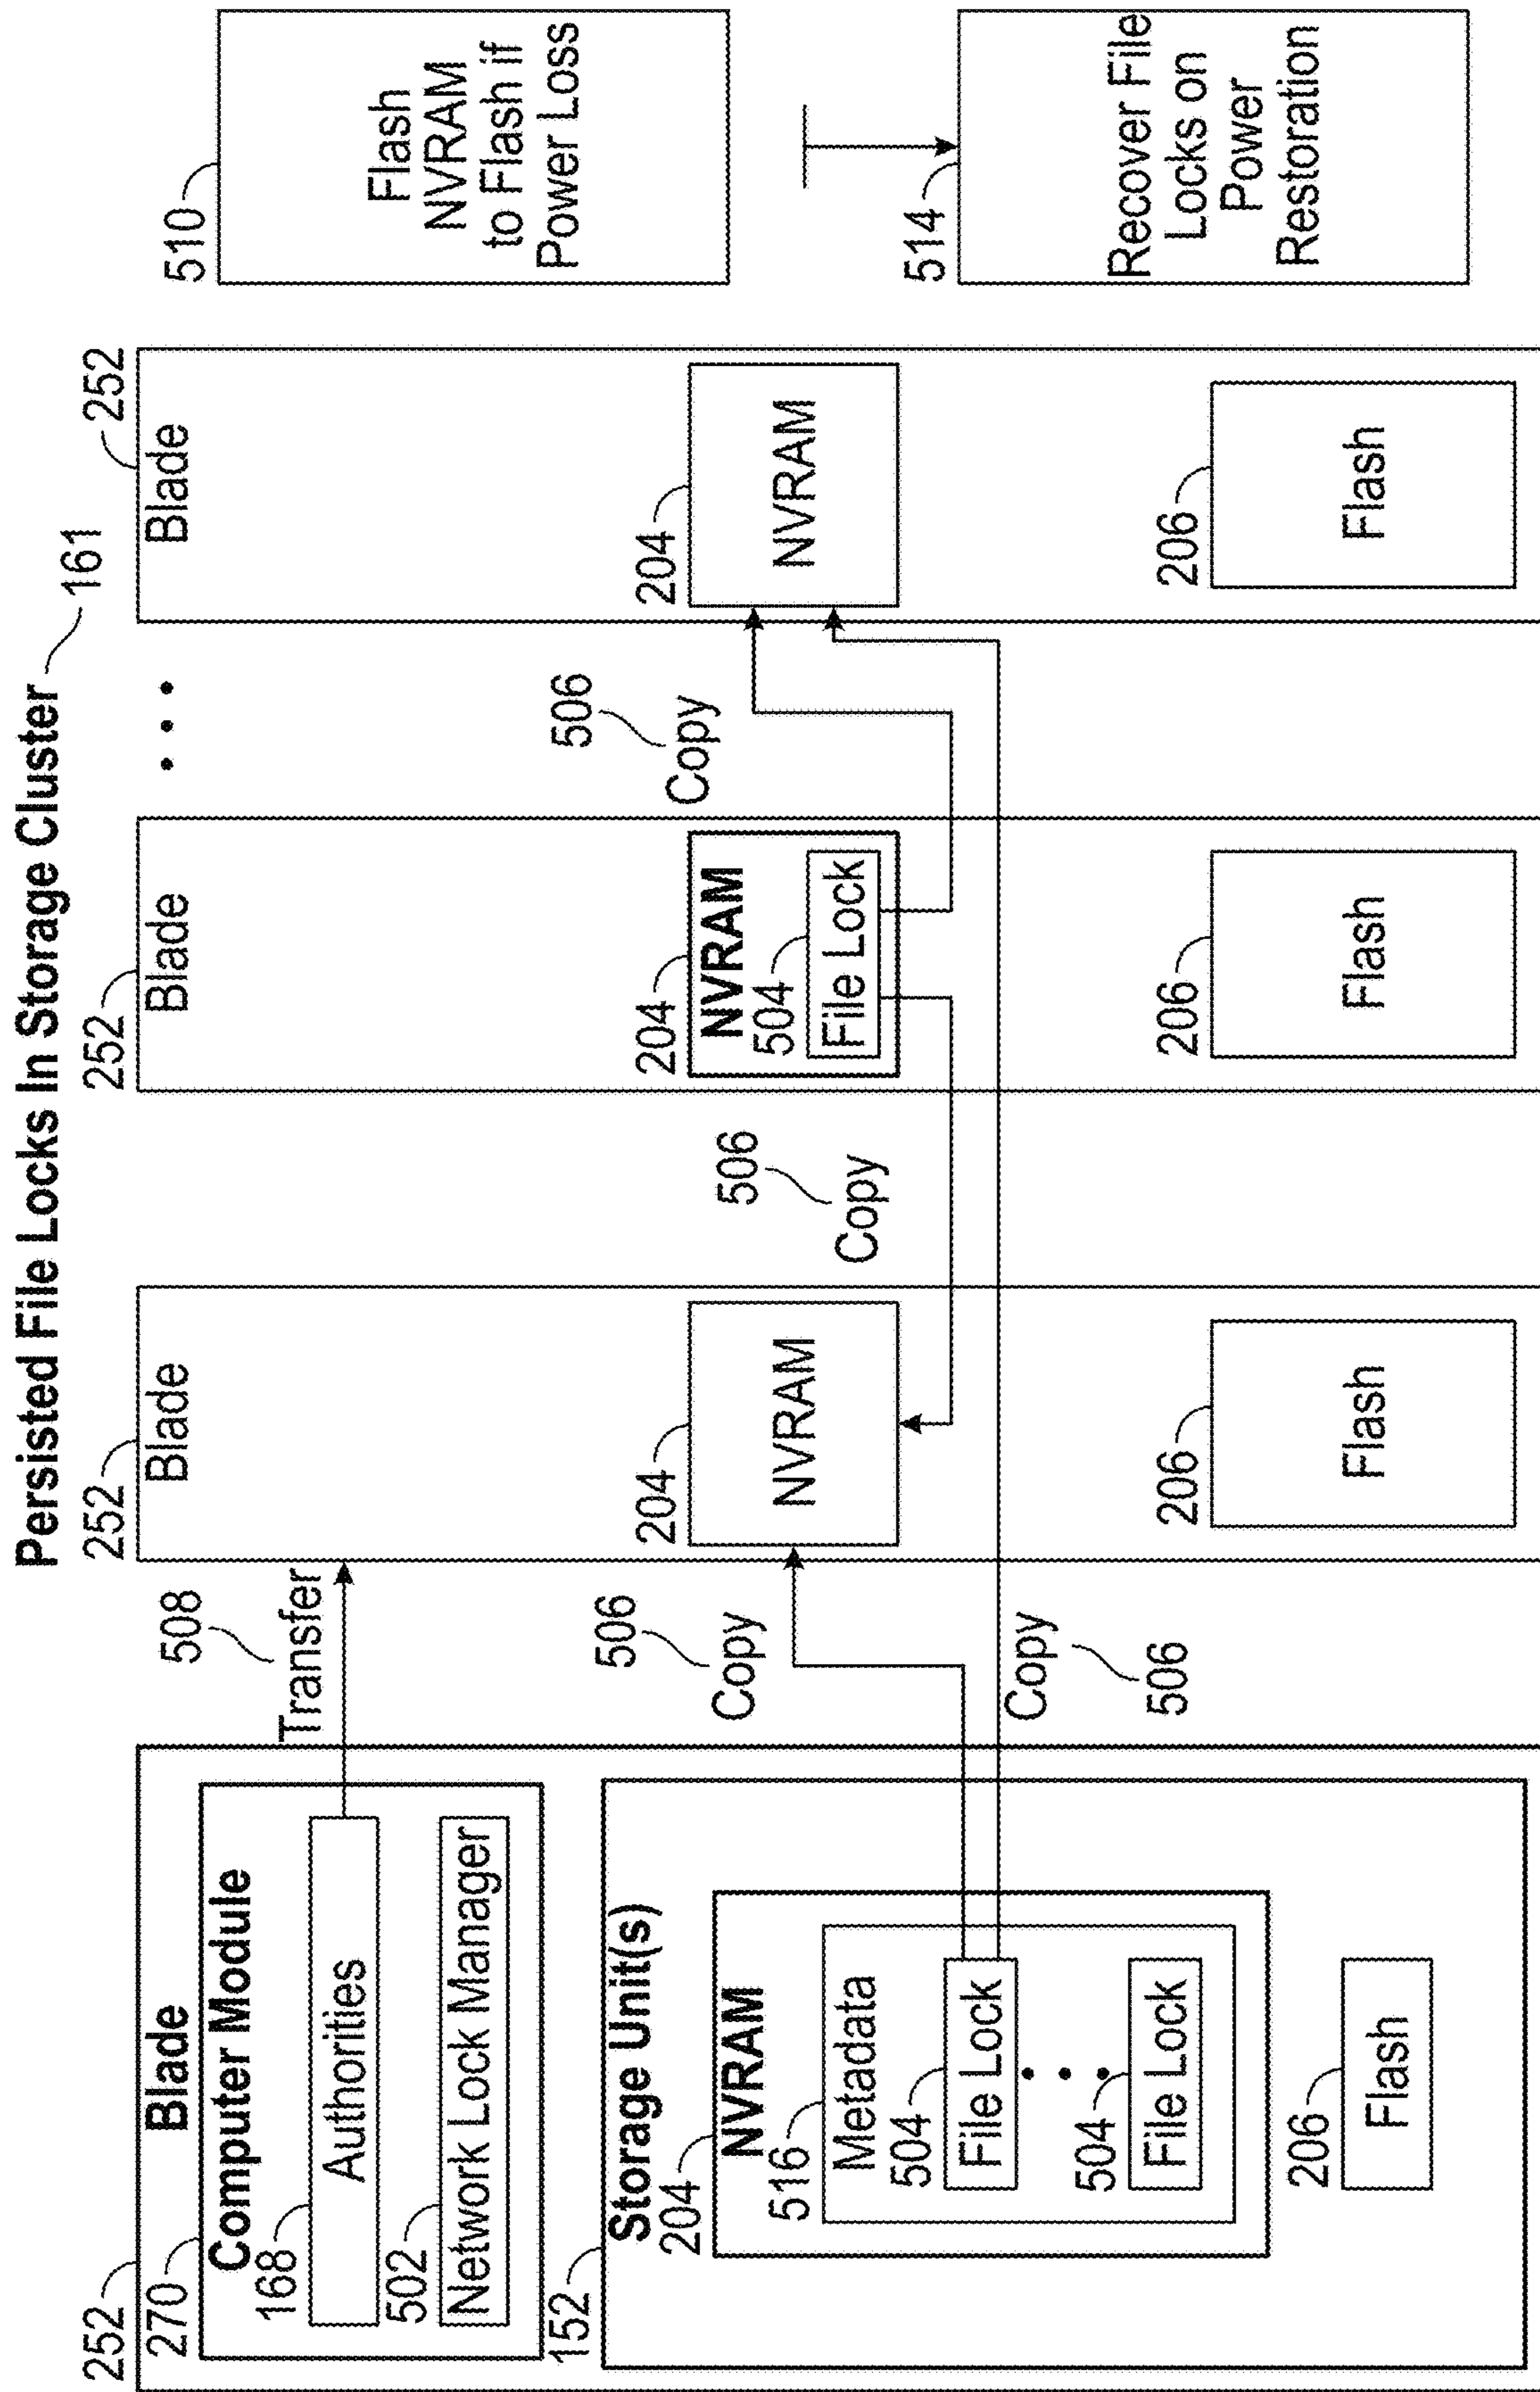 Persisted File Locks In Storage Cluster
161
252
Blade
270
Computer Module
168
Authorities
502
Network Lock Manager
152
Storage Unit(s)
204
NVRAM
516
Metadata
504
File Lock
504
File Lock
206
Flash
508
Transfer
506
Copy
Copy
506
252
Blade
204
NVRAM
206
Flash
506
Copy
252
Blade
204
NVRAM
504
File Lock
206
Flash
506
Copy
252
Blade
204
NVRAM
206
Flash
510
Flash
NVRAM
to Flash if
Power Loss
514
Recover File
Locks on
Power
Restoration